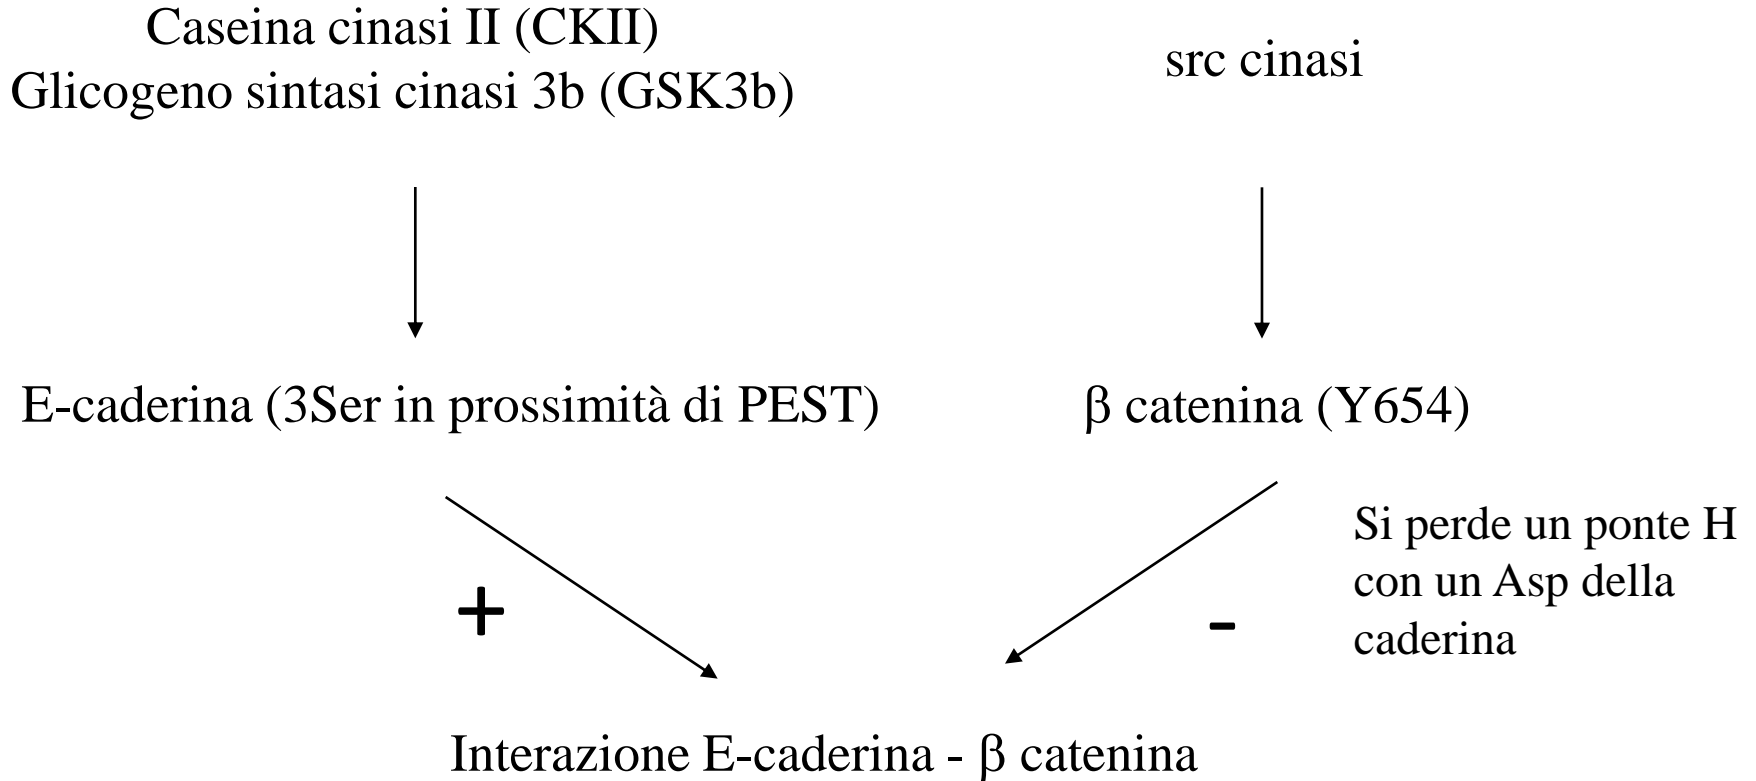 Caseina cinasi II (CKII)
Glicogeno sintasi cinasi 3b (GSK3b)
src cinasi
E-caderina (3Ser in prossimità di PEST)
β catenina (Y654)
+
-
Si perde un ponte H
con un Asp della
caderina
Interazione E-caderina - β catenina